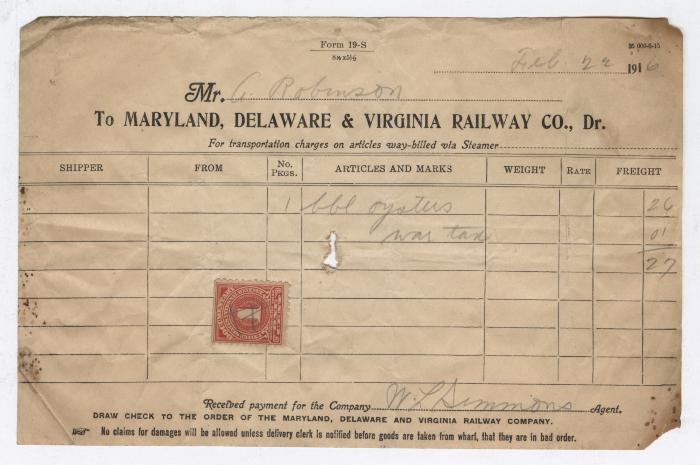 Form 19-S
8½x5½
25 000-6-15
Feb 22 1916
Mr. A. Robinson
To MARYLAND, DELAWARE & VIRGINIA RAILWAY CO., Dr.
For transportation charges on articles way-billed via Steamer
SHIPPER FROM No. PKGS. ARTICLES AND MARKS WEIGHT RATE FREIGHT
1 bbl oysters 26
war tax 01
27
Received payment for the Company W. L. Simmons Agent.
DRAW CHECK TO THE ORDER OF THE MARYLAND, DELAWARE AND VIRGINIA RAILWAY COMPANY.
No claims for damages will be allowed unless delivery clerk is notified before goods are taken from wharf, that they are in bad order.